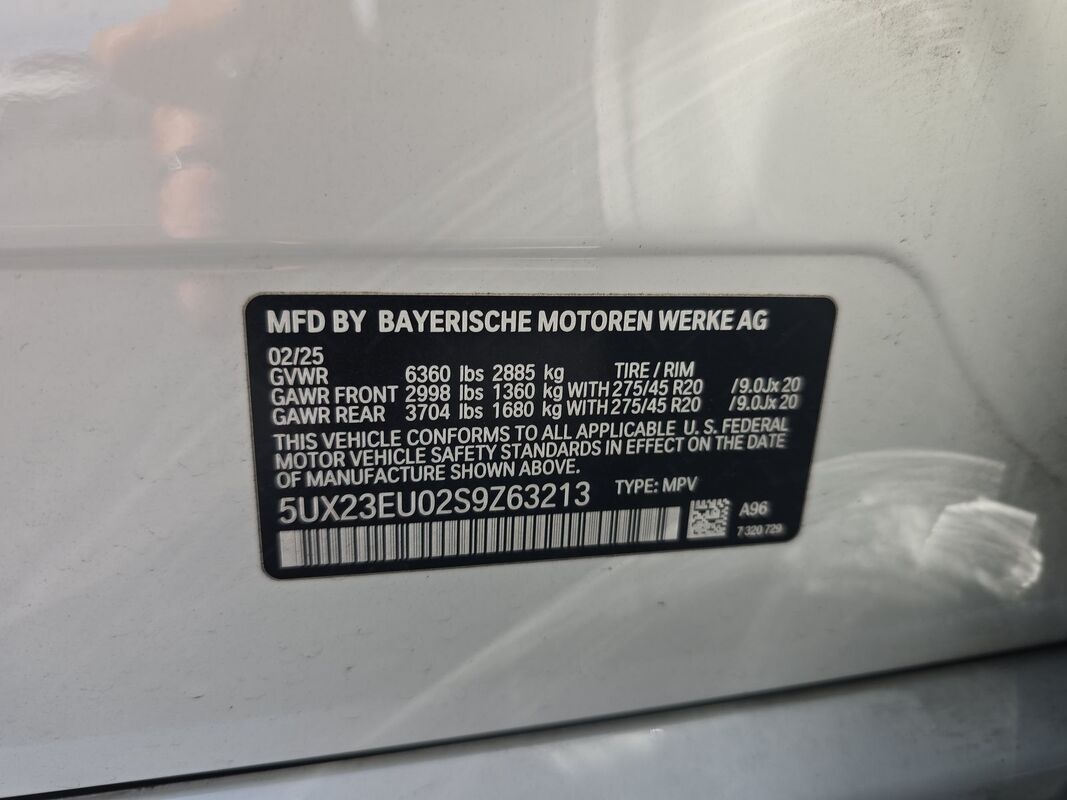 MFD BY BAYERISCHE MOTOREN WERKE AG
02/25
GVWR 6360 lbs 2885 kg TIRE / RIM
GAWR FRONT 2998 lbs 1360 kg WITH 275/45 R20 /9.0Jx 20
GAWR REAR 3704 lbs 1680 kg WITH 275/45 R20 /9.0Jx 20
THIS VEHICLE CONFORMS TO ALL APPLICABLE U. S. FEDERAL
MOTOR VEHICLE SAFETY STANDARDS IN EFFECT ON THE DATE
OF MANUFACTURE SHOWN ABOVE.
5UX23EU02S9Z63213 TYPE: MPV
A96
7 320 729